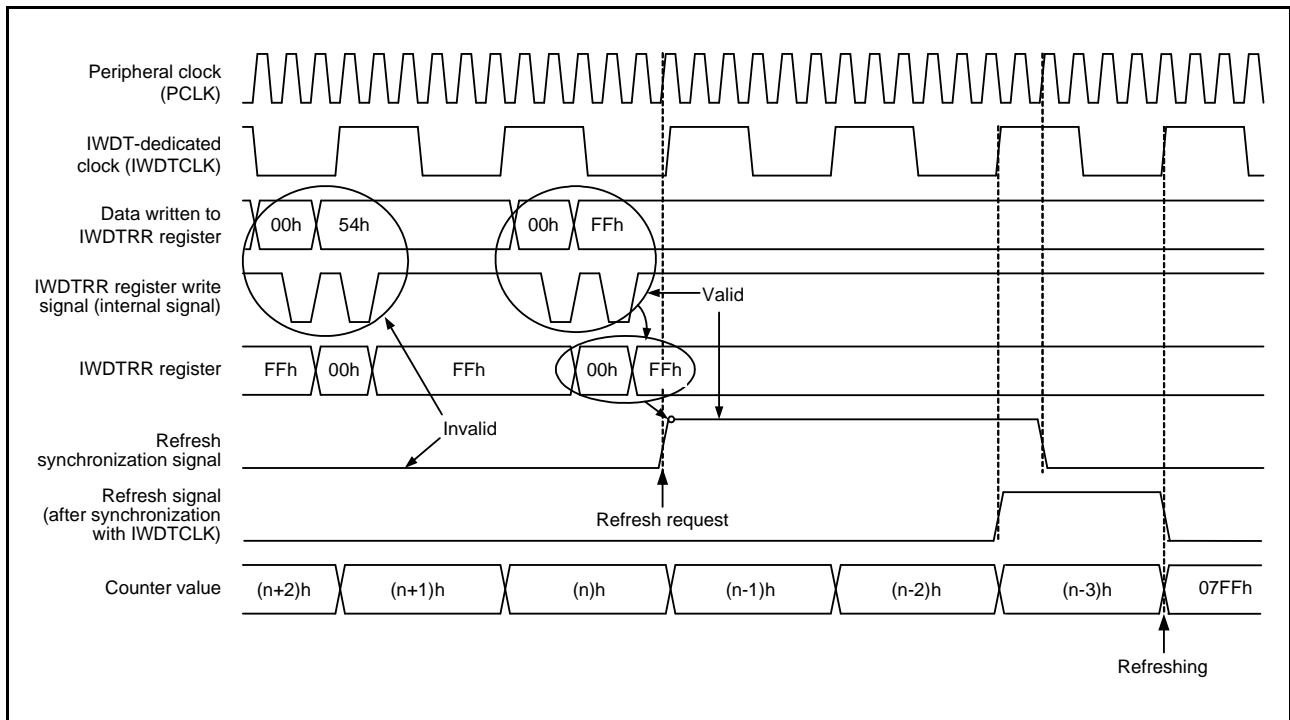 Peripheral clock
(PCLK)
IWDT-dedicated
clock (IWDTCLK)
Data written to
IWDTRR register
00h 54h 00h FFh
IWDTRR register write
signal (internal signal)
Valid
IWDTRR register
FFh 00h FFh 00h FFh
Invalid
Refresh
synchronization signal
Refresh signal
(after synchronization
with IWDTCLK)
Refresh request
Counter value
(n+2)h (n+1)h (n)h (n-1)h (n-2)h (n-3)h 07FFh
Refreshing